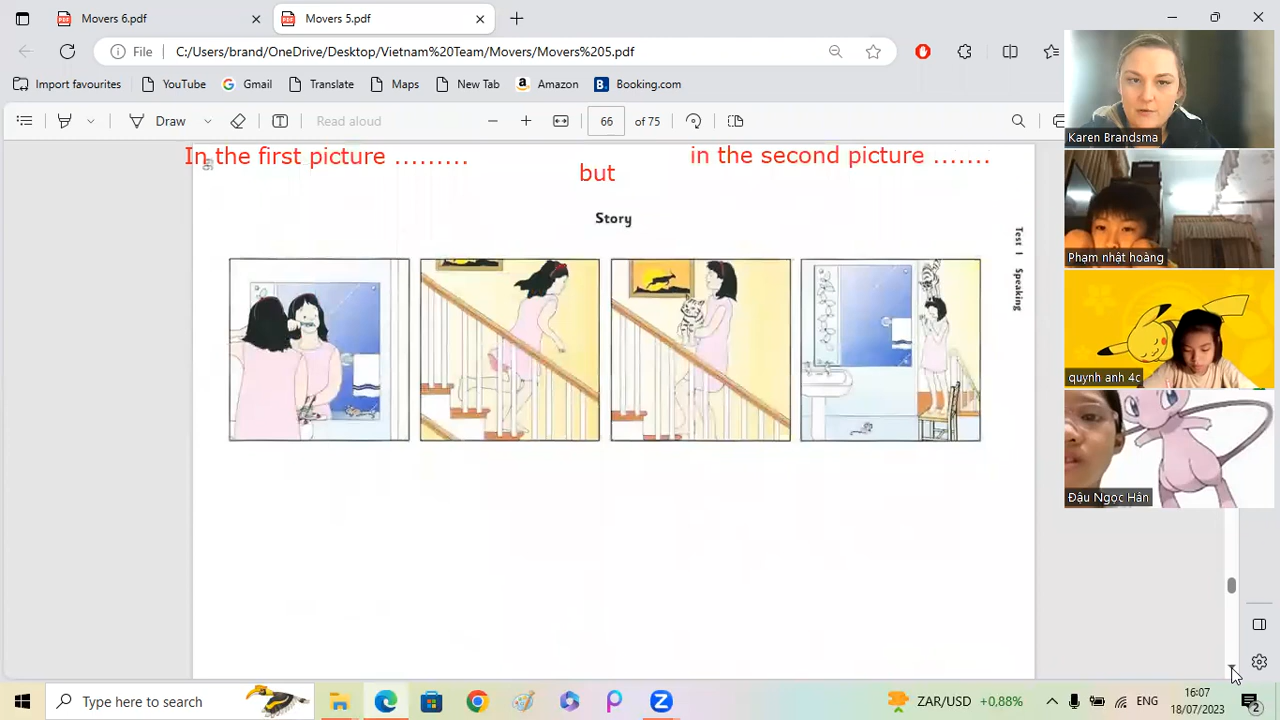 Movers 6.pdf
Movers 5.pdf
File
C:/Users/brand/OneDrive/Desktop/Vietnam%20Team/Movers/Movers%205.pdf
Import favourites
YouTube
Gmail
Translate
Maps
New Tab
Amazon
Booking.com
Draw
Read aloud
66
of 75
In the first picture .........
but
in the second picture .......
65
Story
Test 1 Speaking
Karen Brandsma
Phạm nhật hoàng
quynh anh 4c
Đậu Ngọc Hân
Type here to search
ZAR/USD +0,88%
ENG
16:07
18/07/2023
2